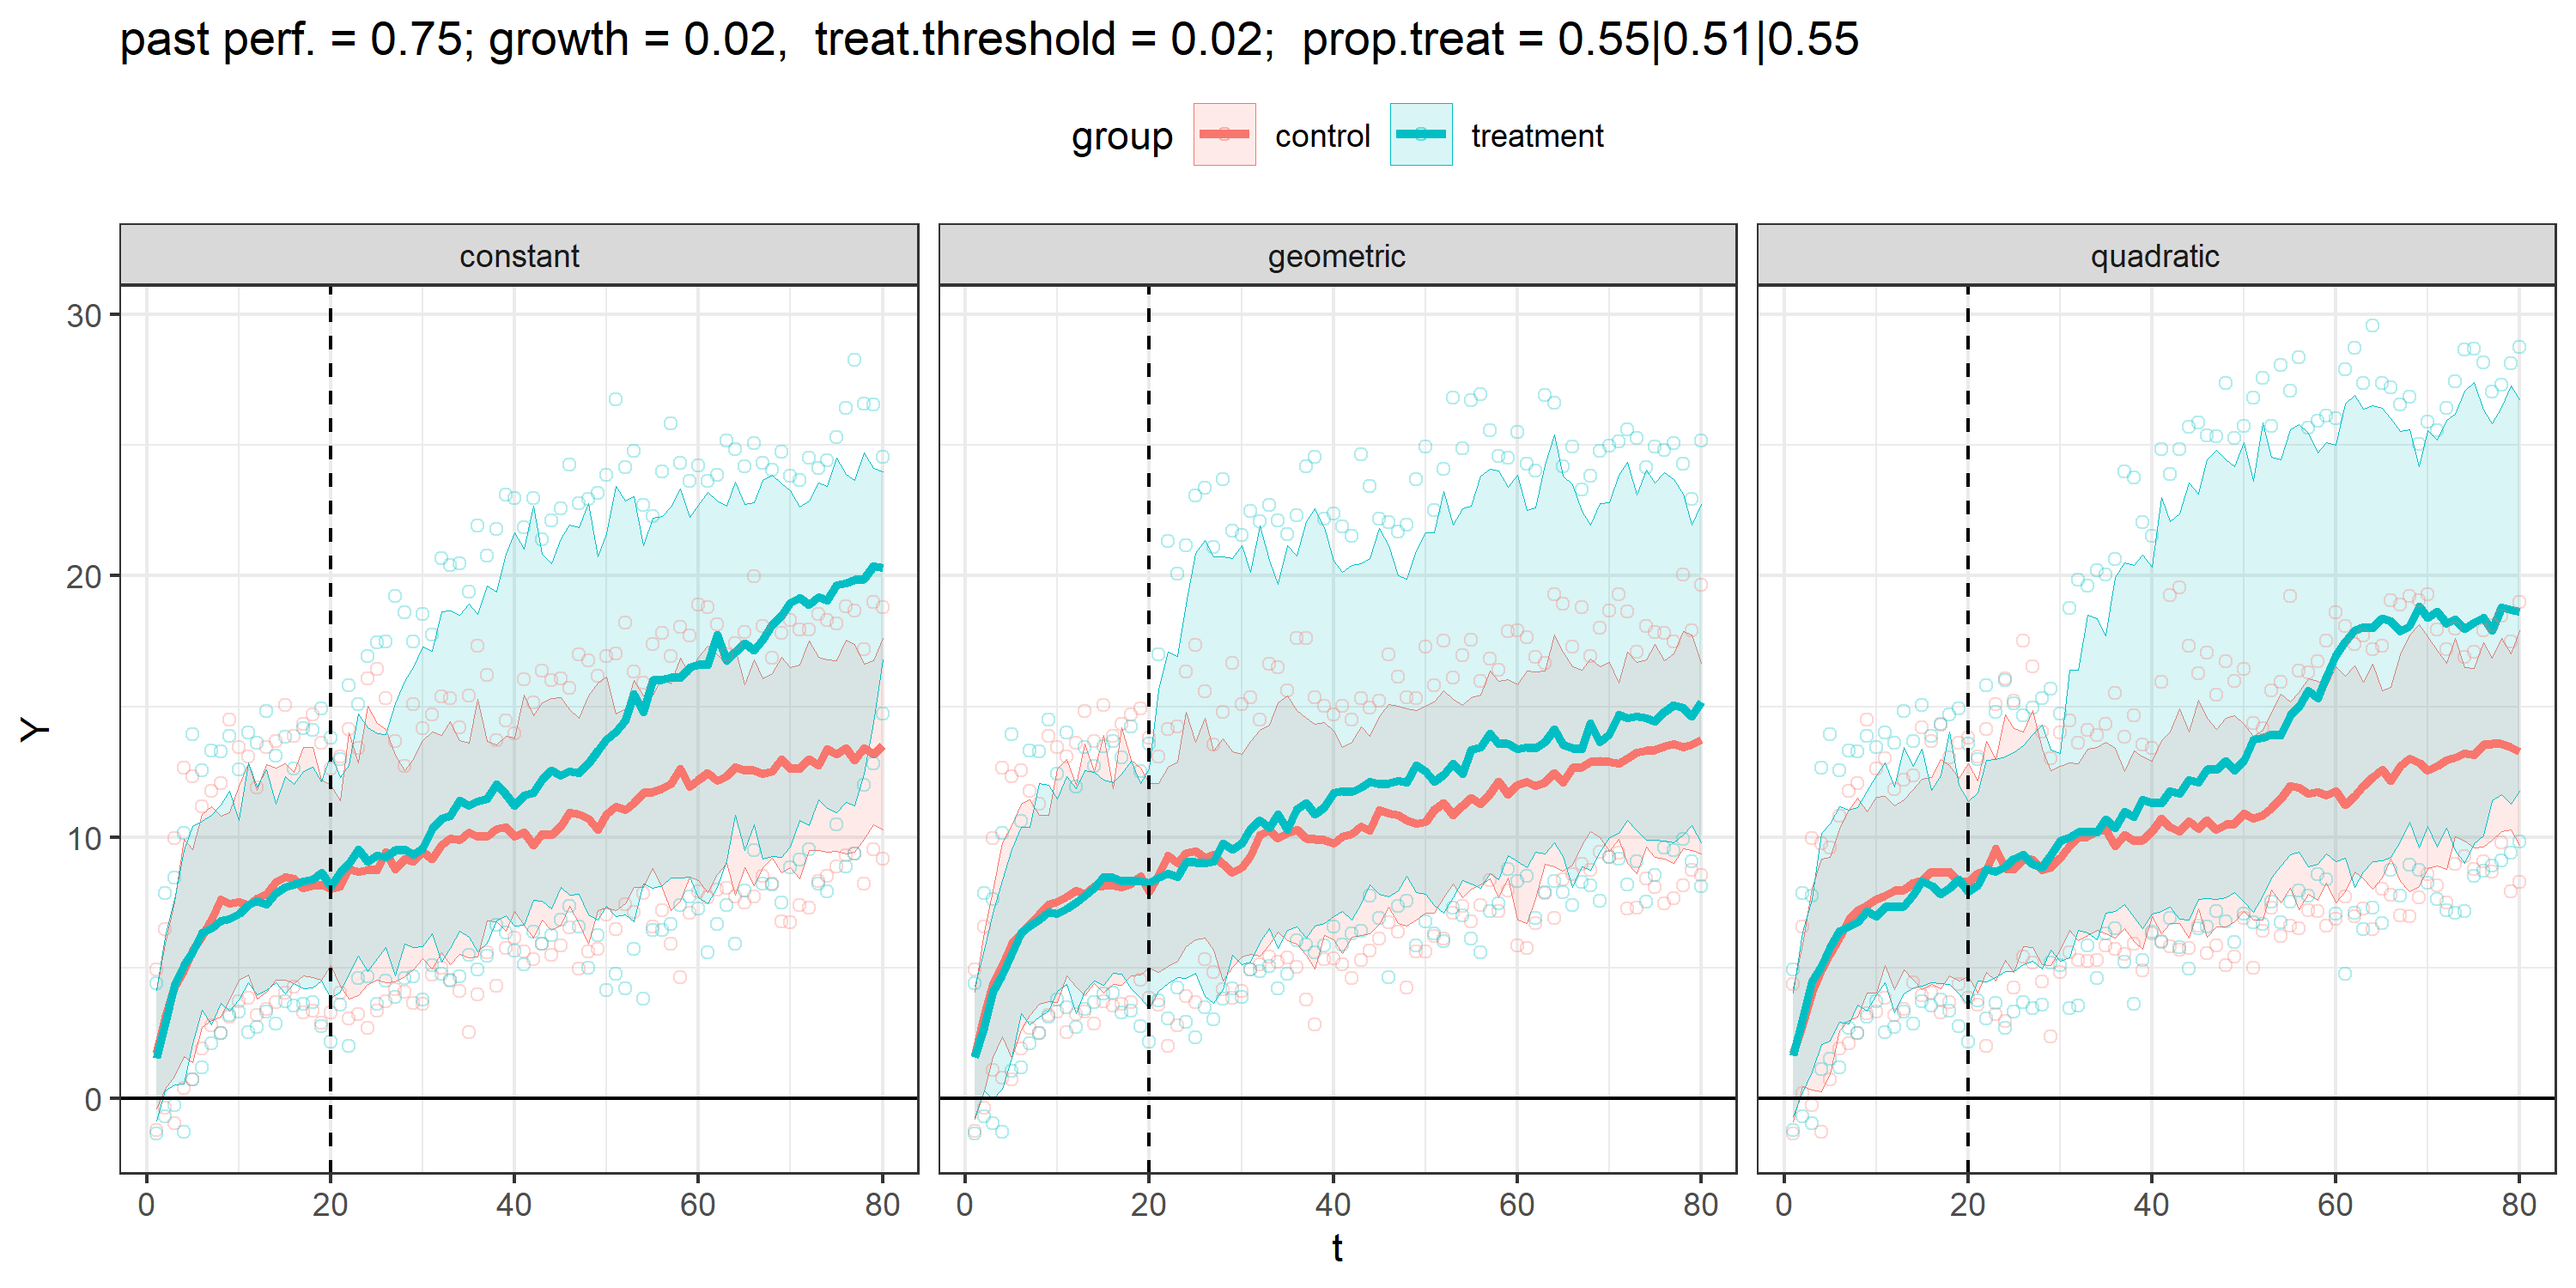 past perf. = 0.75; growth = 0.02,  treat.threshold = 0.02;  prop.treat = 0.55|0.51|0.55
group control treatment
constant geometric quadratic
30
20
10
0
Y
0 20 40 60 80 0 20 40 60 80 0 20 40 60 80
t